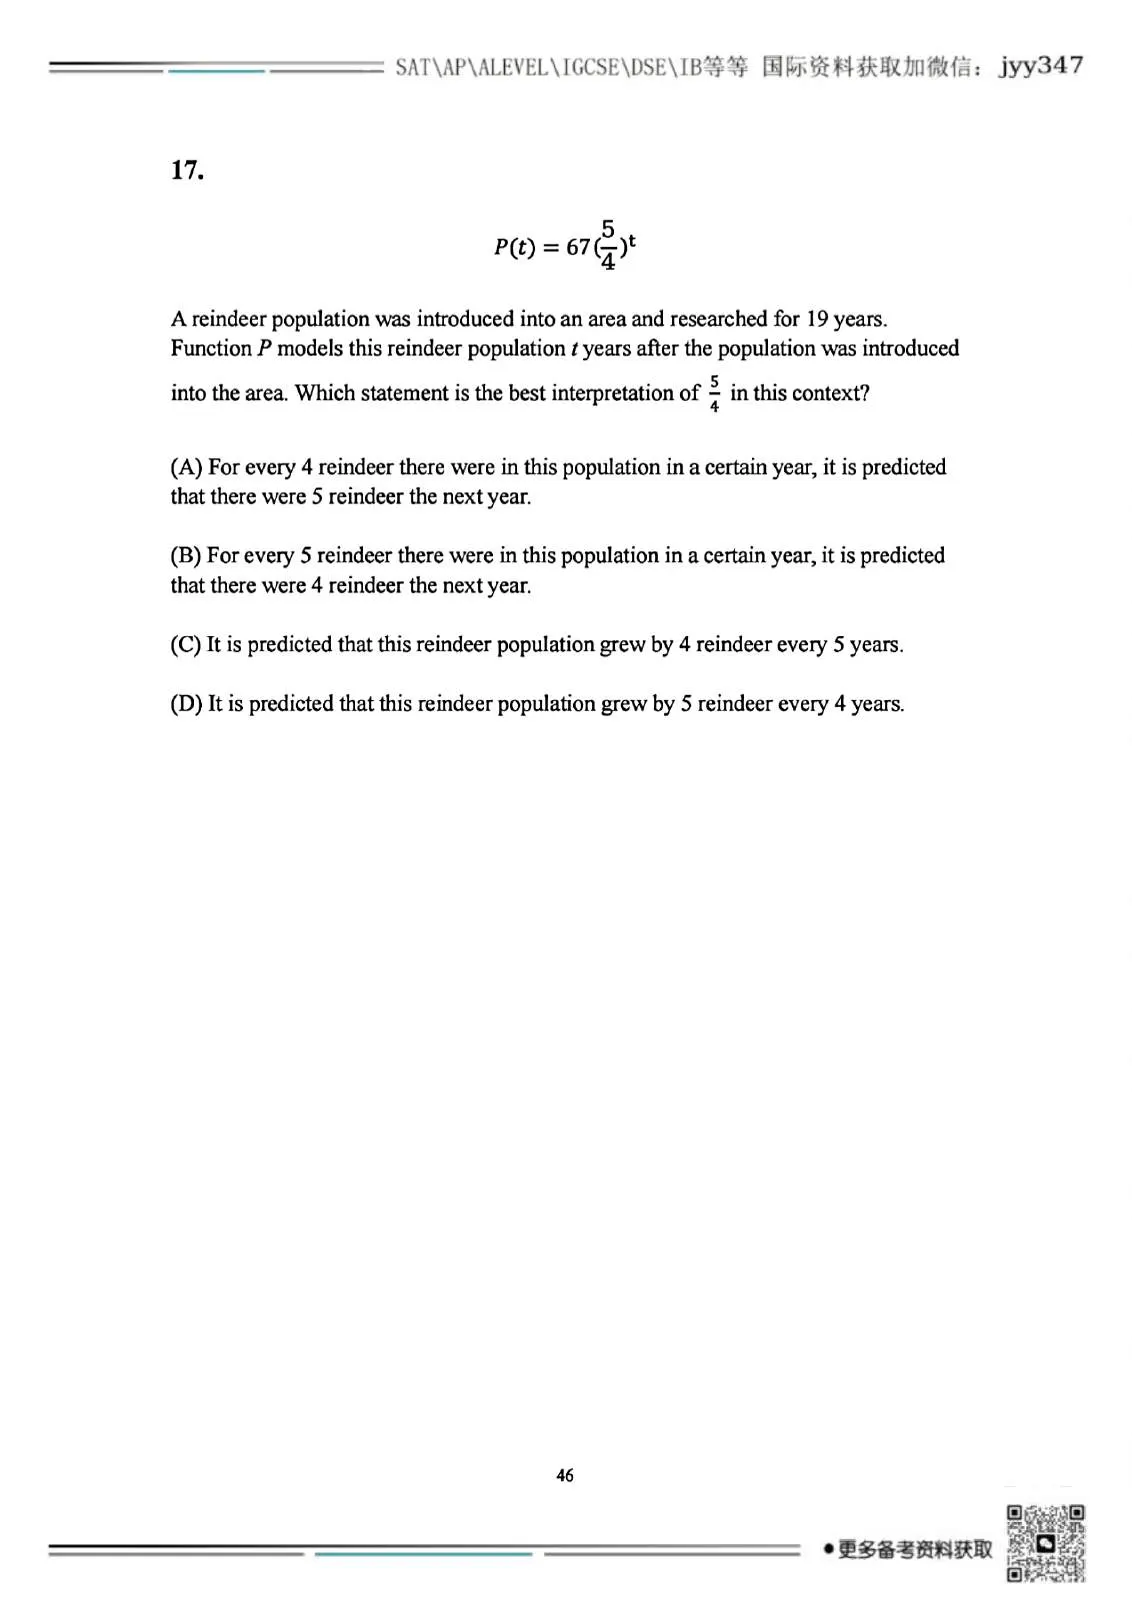 SAT\AP\ALEVEL\IGCSE\DSE\IB等等 国际资料获取加微信：jyy347
17.
P(t) = 67(5/4)^t
A reindeer population was introduced into an area and researched for 19 years.
Function P models this reindeer population t years after the population was introduced
into the area. Which statement is the best interpretation of 5/4 in this context?
(A) For every 4 reindeer there were in this population in a certain year, it is predicted
that there were 5 reindeer the next year.
(B) For every 5 reindeer there were in this population in a certain year, it is predicted
that there were 4 reindeer the next year.
(C) It is predicted that this reindeer population grew by 4 reindeer every 5 years.
(D) It is predicted that this reindeer population grew by 5 reindeer every 4 years.
46
●更多备考资料获取